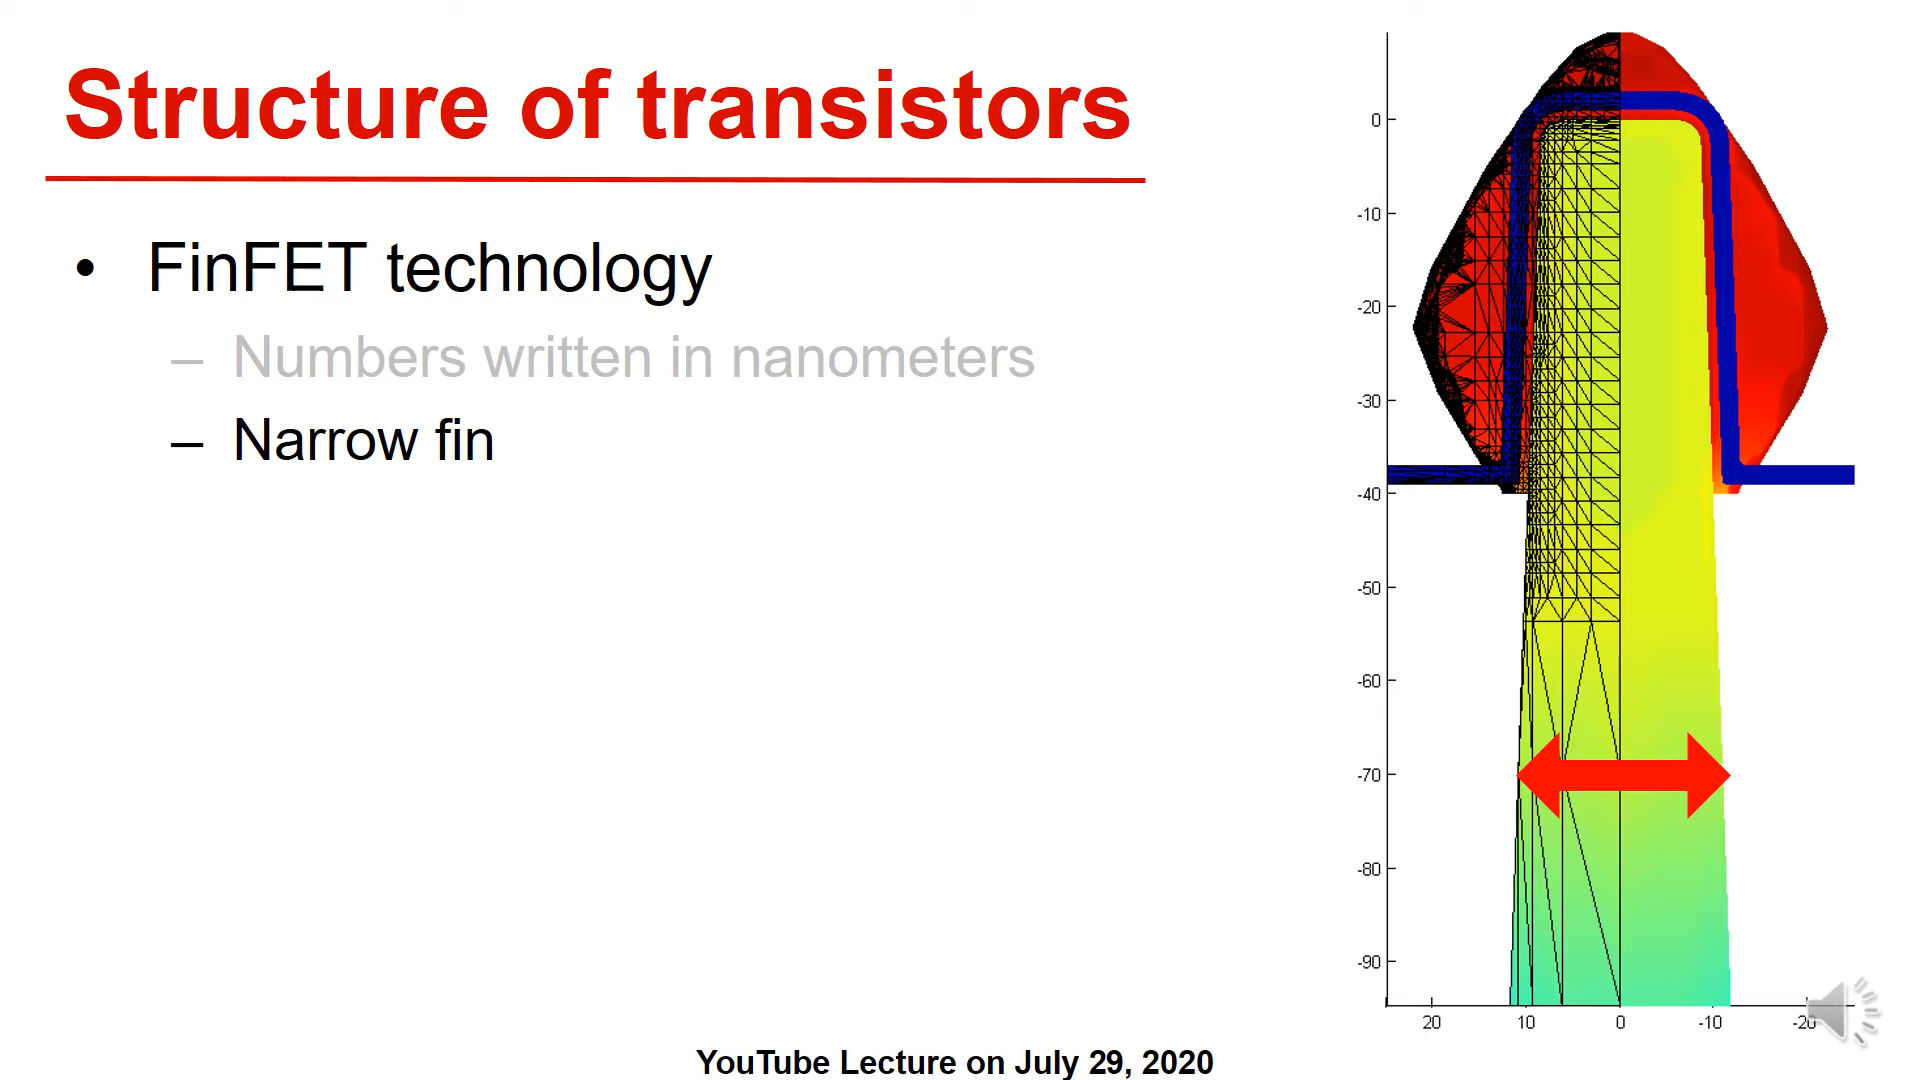 Structure of transistors
• FinFET technology
– Numbers written in nanometers
– Narrow fin
0
-10
-20
-30
-40
-50
-60
-70
-80
-90
20 10 0 -10 -20
YouTube Lecture on July 29, 2020